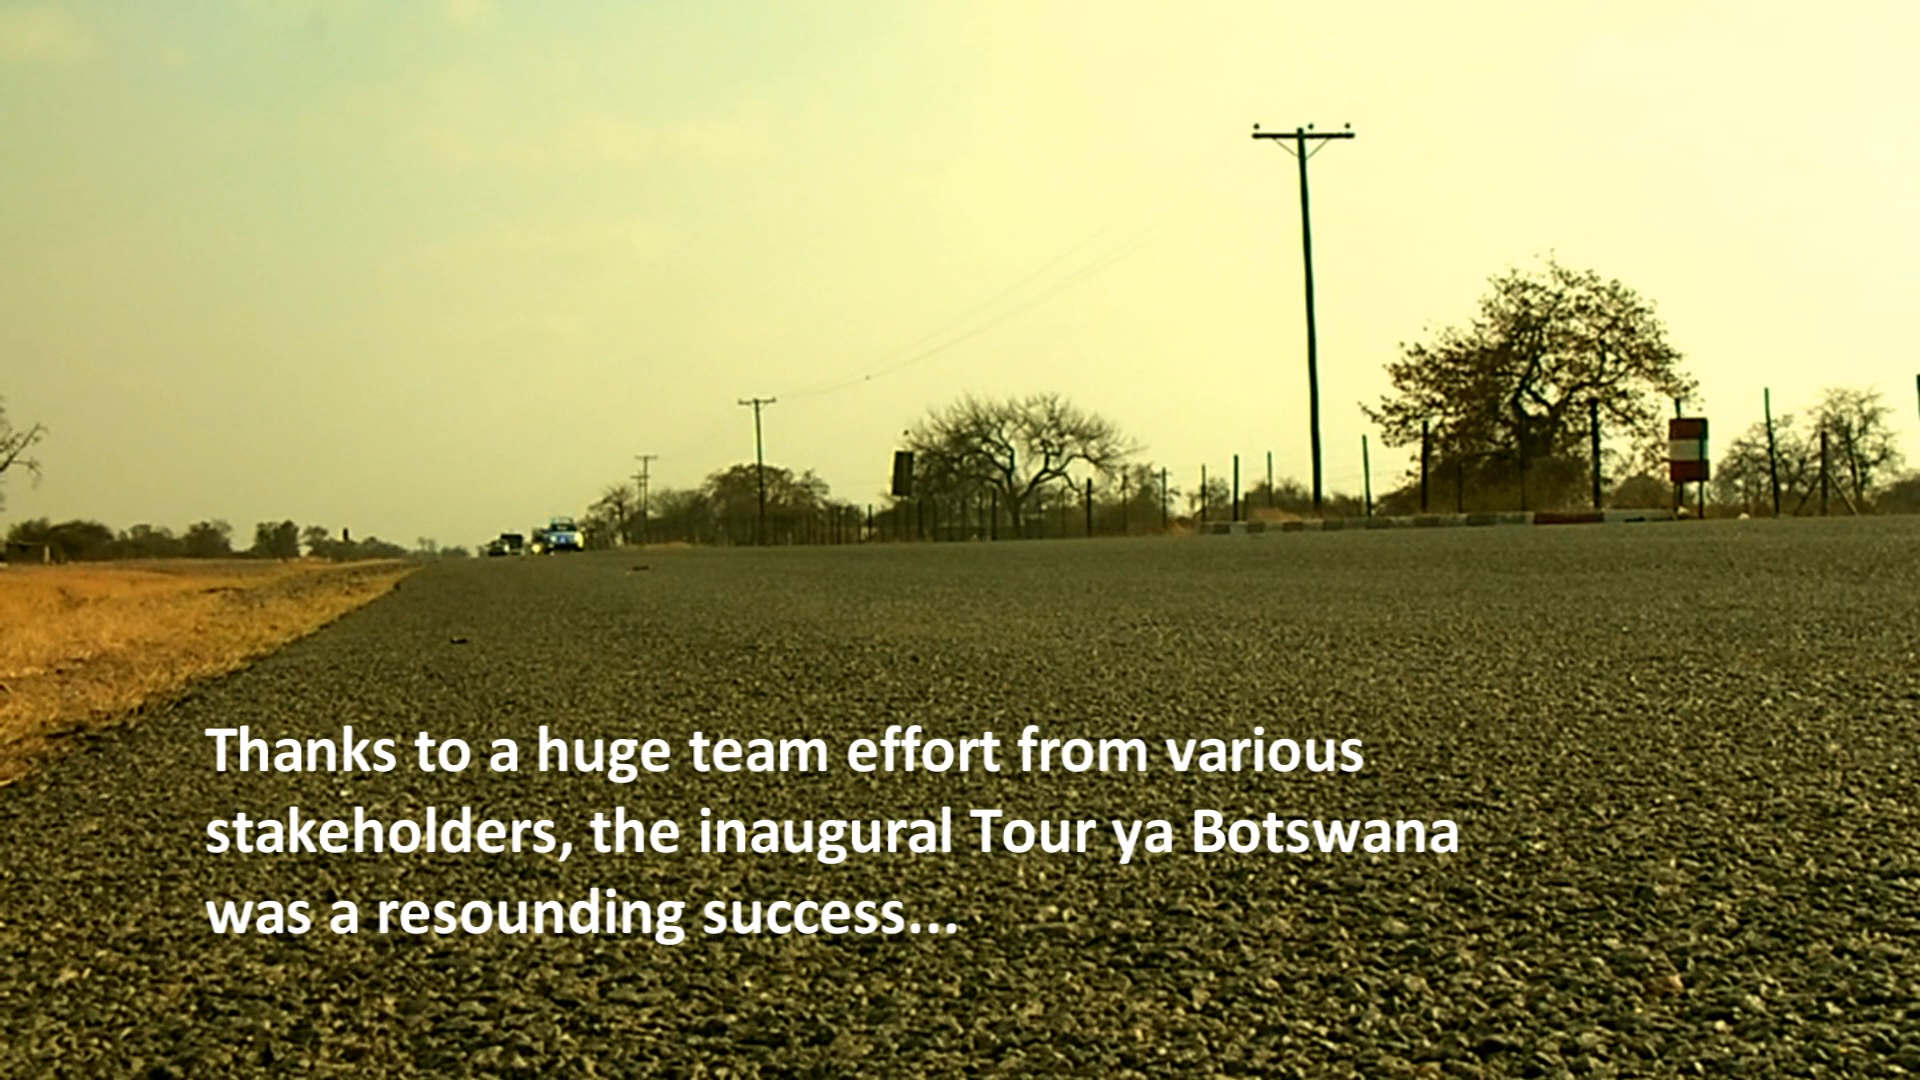 Thanks to a huge team effort from various
stakeholders, the inaugural Tour ya Botswana
was a resounding success...